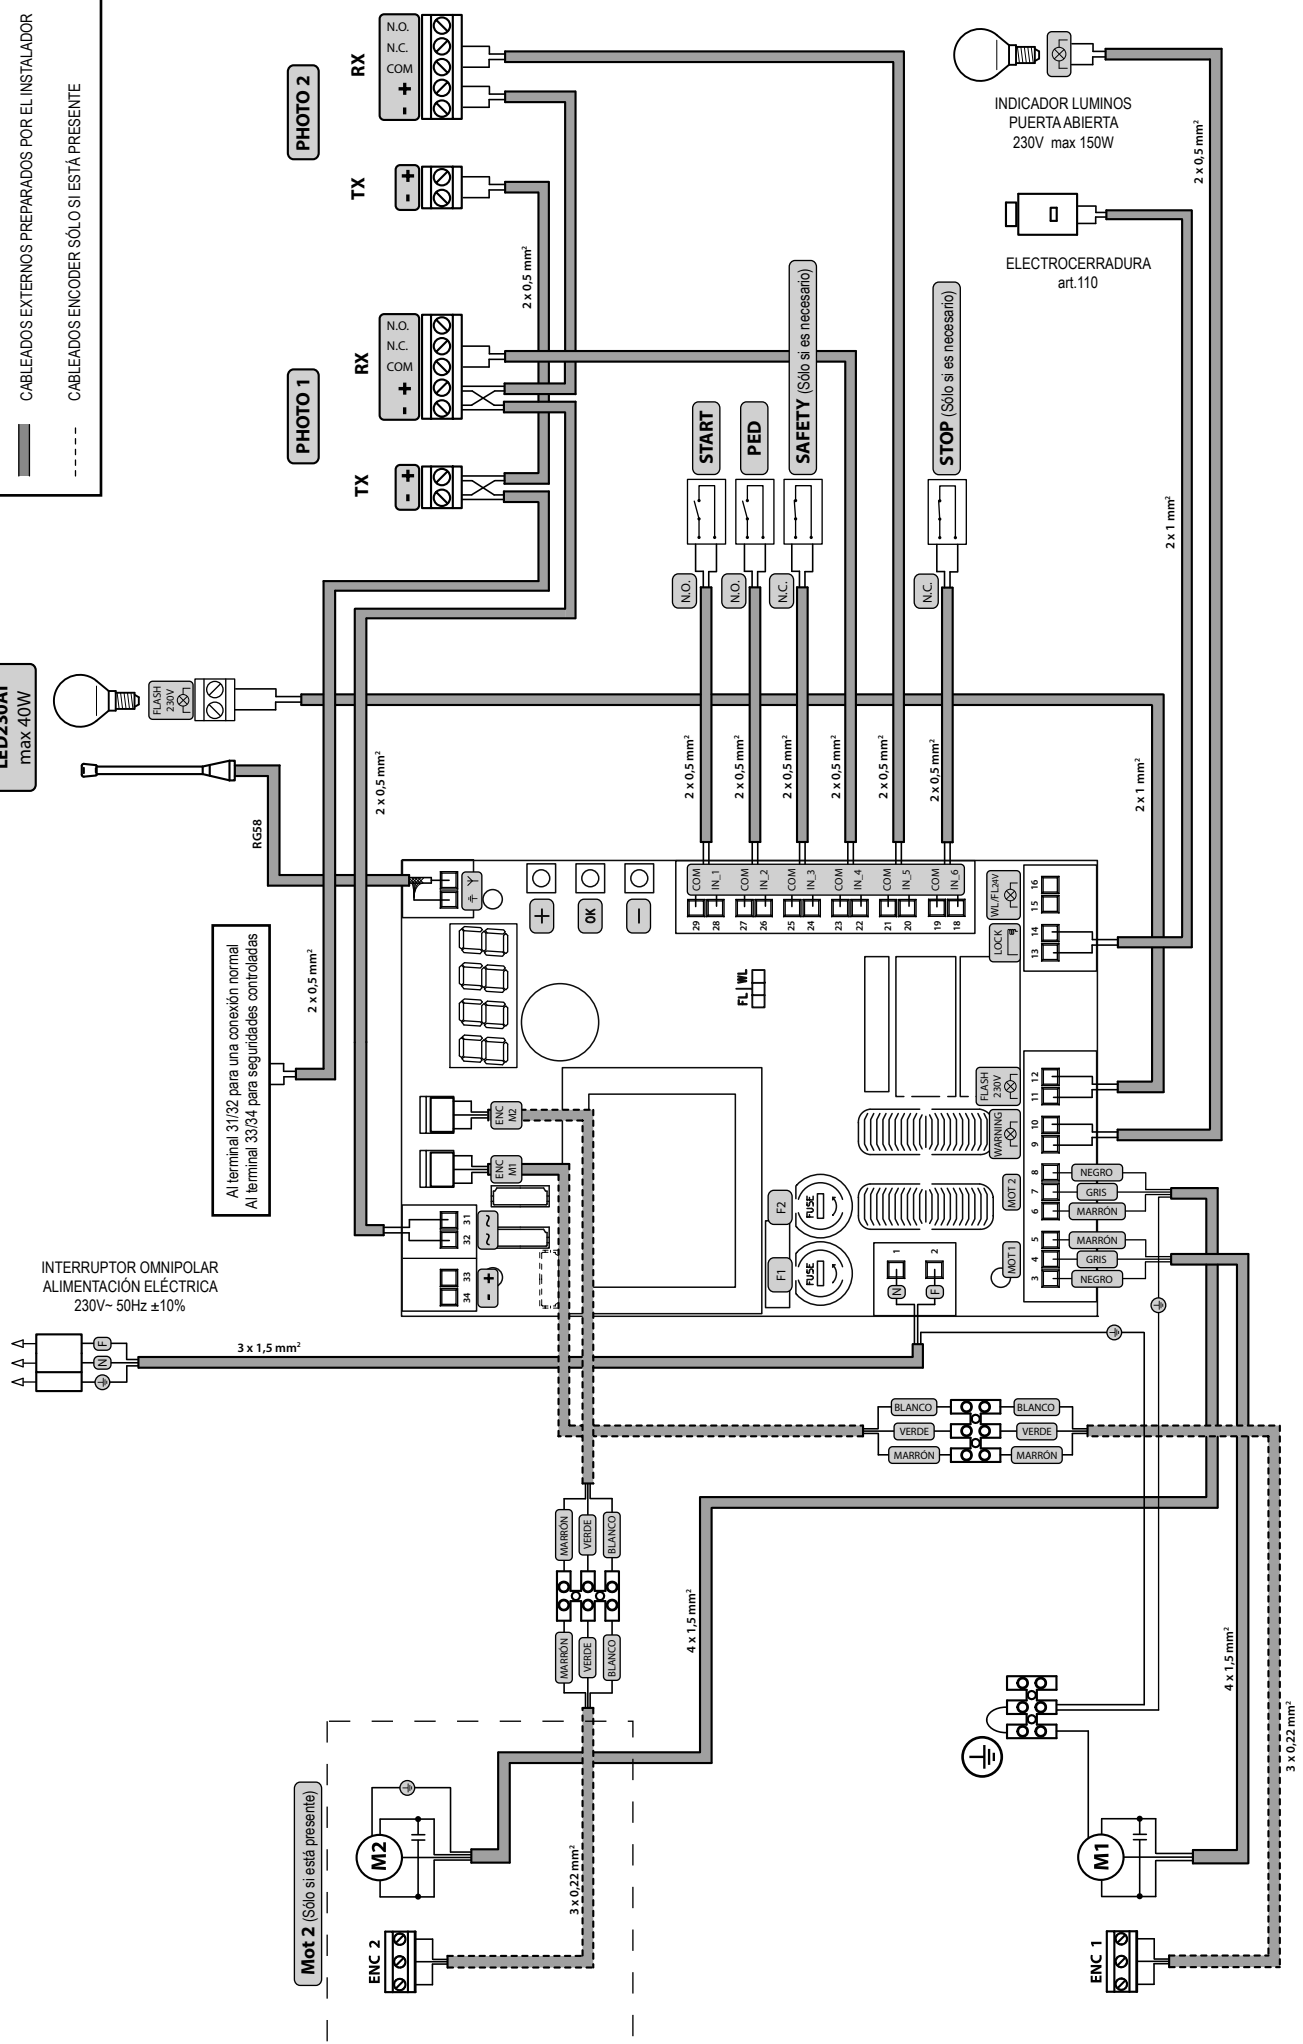 CABLEADOS EXTERNOS PREPARADOS POR EL INSTALADOR
CABLEADOS ENCODER SÓLO SI ESTÁ PRESENTE
PHOTO 2
RX
N.O.
N.C.
COM
- +
TX
- +
2 x 0,5 mm²
PHOTO 1
RX
N.O.
N.C.
COM
- +
TX
- +
INDICADOR LUMINOS
PUERTA ABIERTA
230V max 150W
2 x 0,5 mm²
ELECTROCERRADURA
art.110
2 x 1 mm²
START
PED
SAFETY (Sólo si es necesario)
STOP (Sólo si es necesario)
N.O.
N.O.
N.C.
N.C.
LED230AT
max 40W
FLASH
230V
RG58
2 x 0,5 mm²
2 x 0,5 mm²
2 x 0,5 mm²
2 x 0,5 mm²
2 x 0,5 mm²
2 x 0,5 mm²
2 x 0,5 mm²
2 x 1 mm²
Al terminal 31/32 para una conexión normal
Al terminal 33/34 para seguridades controladas
2 x 0,5 mm²
+
OK
-
COM
IN_1
COM
IN_2
COM
IN_3
COM
IN_4
COM
IN_5
COM
IN_6
29
28
27
26
25
24
23
22
21
20
19
18
FL WL
WL/FL24V
LOCK
16
15
14
13
FLASH
230V
WARNING
12
11
10
9
MOT 2
8
7
6
NEGRO
GRIS
MARRÓN
MOT 1
5
4
3
MARRÓN
GRIS
NEGRO
ENC
M2
ENC
M1
31
32
~ ~
33
34
- +
F2
FUSE
F1
FUSE
1
2
N
F
INTERRUPTOR OMNIPOLAR
ALIMENTACIÓN ELÉCTRICA
230V~ 50Hz ±10%
F
N
3 x 1,5 mm²
BLANCO
VERDE
MARRÓN
BLANCO
VERDE
MARRÓN
MARRÓN
VERDE
BLANCO
MARRÓN
VERDE
BLANCO
4 x 1,5 mm²
4 x 1,5 mm²
3 x 0,22 mm²
3 x 0,22 mm²
Mot 2 (Sólo si está presente)
M2
ENC 2
M1
ENC 1